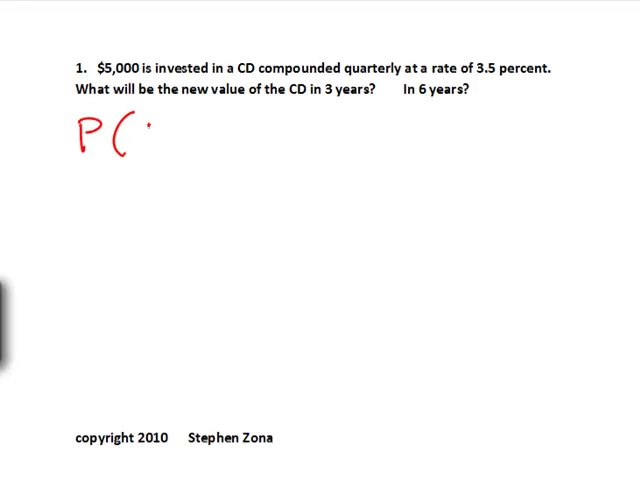 1. $5,000 is invested in a CD compounded quarterly at a rate of 3.5 percent.
What will be the new value of the CD in 3 years? In 6 years?
P(
copyright 2010 Stephen Zona